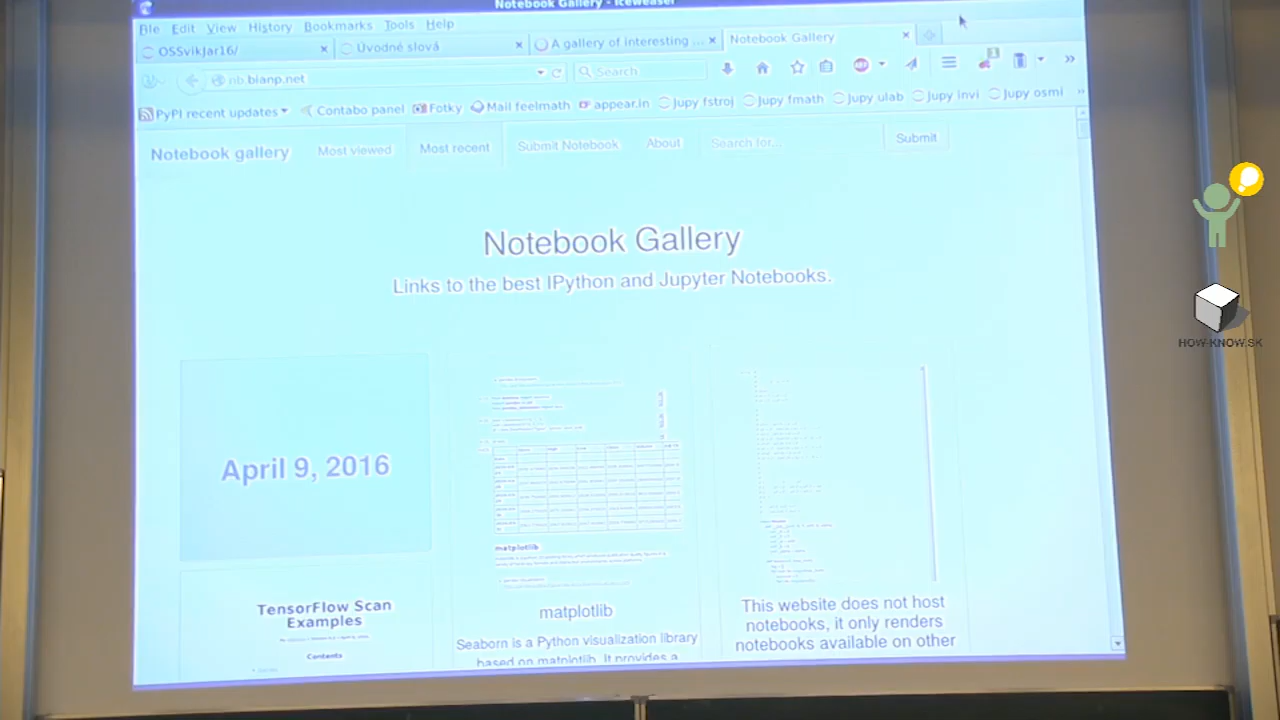 Notebook Gallery - Iceweasel
File Edit View History Bookmarks Tools Help
OSSvikJar16/ Úvodné slová A gallery of interesting ... Notebook Gallery
nb.bianp.net Search
PyPI recent updates Contabo panel Fotky Mail feelmath appear.in Jupy fstroj Jupy fmath Jupy ulab Jupy invi Jupy osmi
Notebook gallery Most viewed Most recent Submit Notebook About Search for... Submit
Notebook Gallery
Links to the best IPython and Jupyter Notebooks.
April 9, 2016
matplotlib
TensorFlow Scan
Examples
Contents
matplotlib
Seaborn is a Python visualization library
based on matplotlib. It provides a
This website does not host
notebooks, it only renders
notebooks available on other
HOW-KNOW.SK